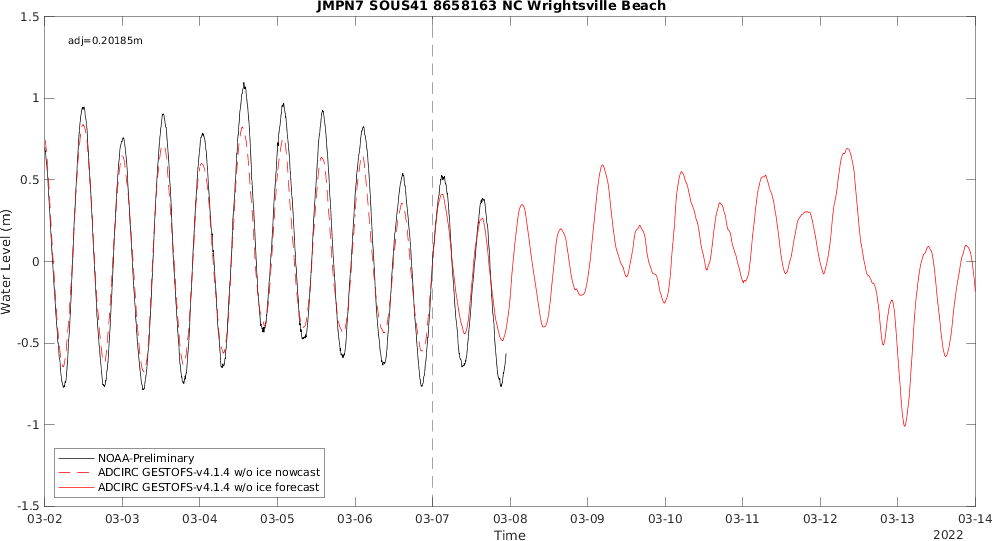 JMPN7 SOUS41 8658163 NC Wrightsville Beach
1.5
adj=0.20185m
1
0.5
0
-0.5
-1
-1.5
Water Level (m)
NOAA-Preliminary
ADCIRC GESTOFS-v4.1.4 w/o ice nowcast
ADCIRC GESTOFS-v4.1.4 w/o ice forecast
03-02 03-03 03-04 03-05 03-06 03-07 03-08 03-09 03-10 03-11 03-12 03-13 03-14
Time
2022